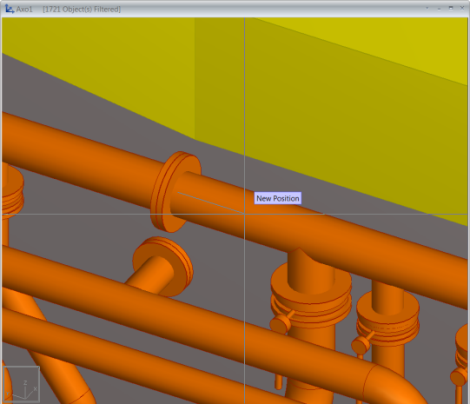 Axo1 [1721 Object(s) Filtered]
New Position